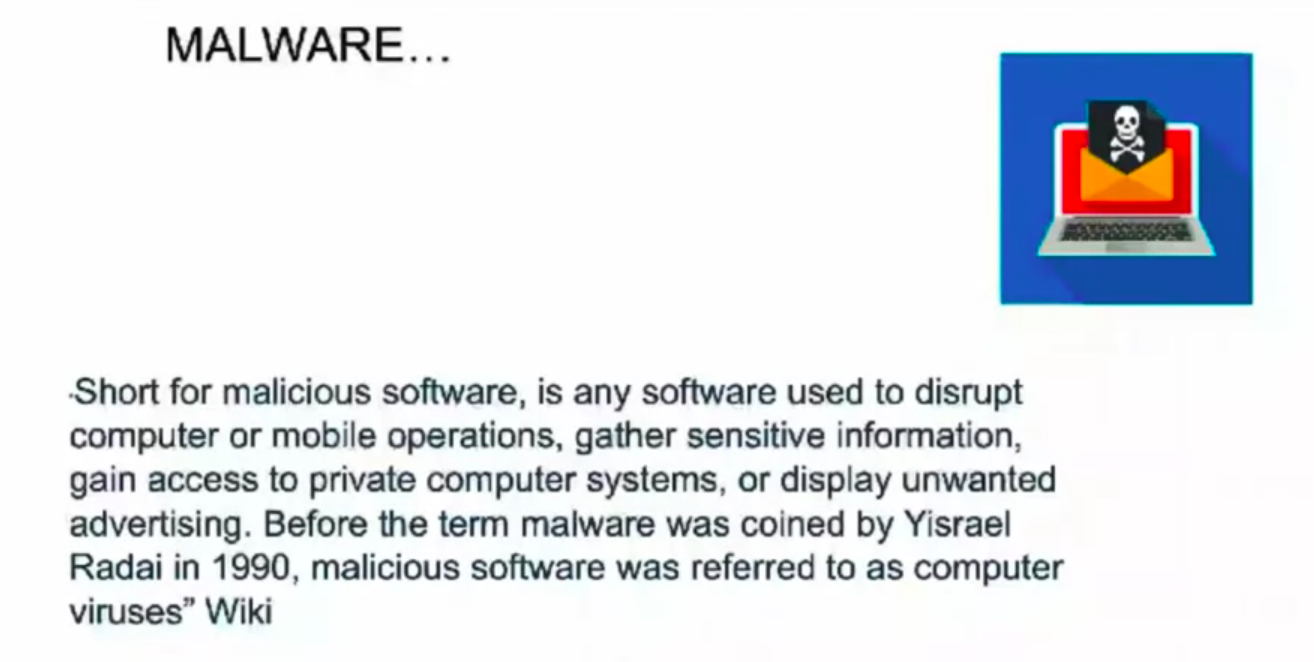 MALWARE...
·Short for malicious software, is any software used to disrupt
computer or mobile operations, gather sensitive information,
gain access to private computer systems, or display unwanted
advertising. Before the term malware was coined by Yisrael
Radai in 1990, malicious software was referred to as computer
viruses” Wiki